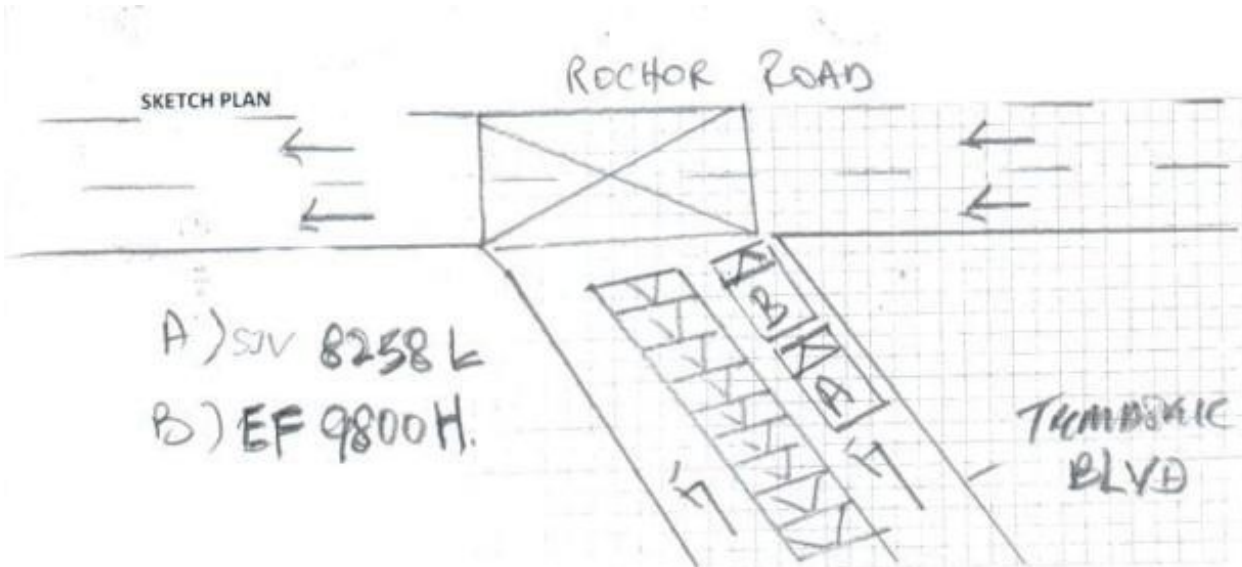 ROCHOR ROAD
SKETCH PLAN
A) SJV 8258 L
B) EF 9800 H.
B
A
BLVD